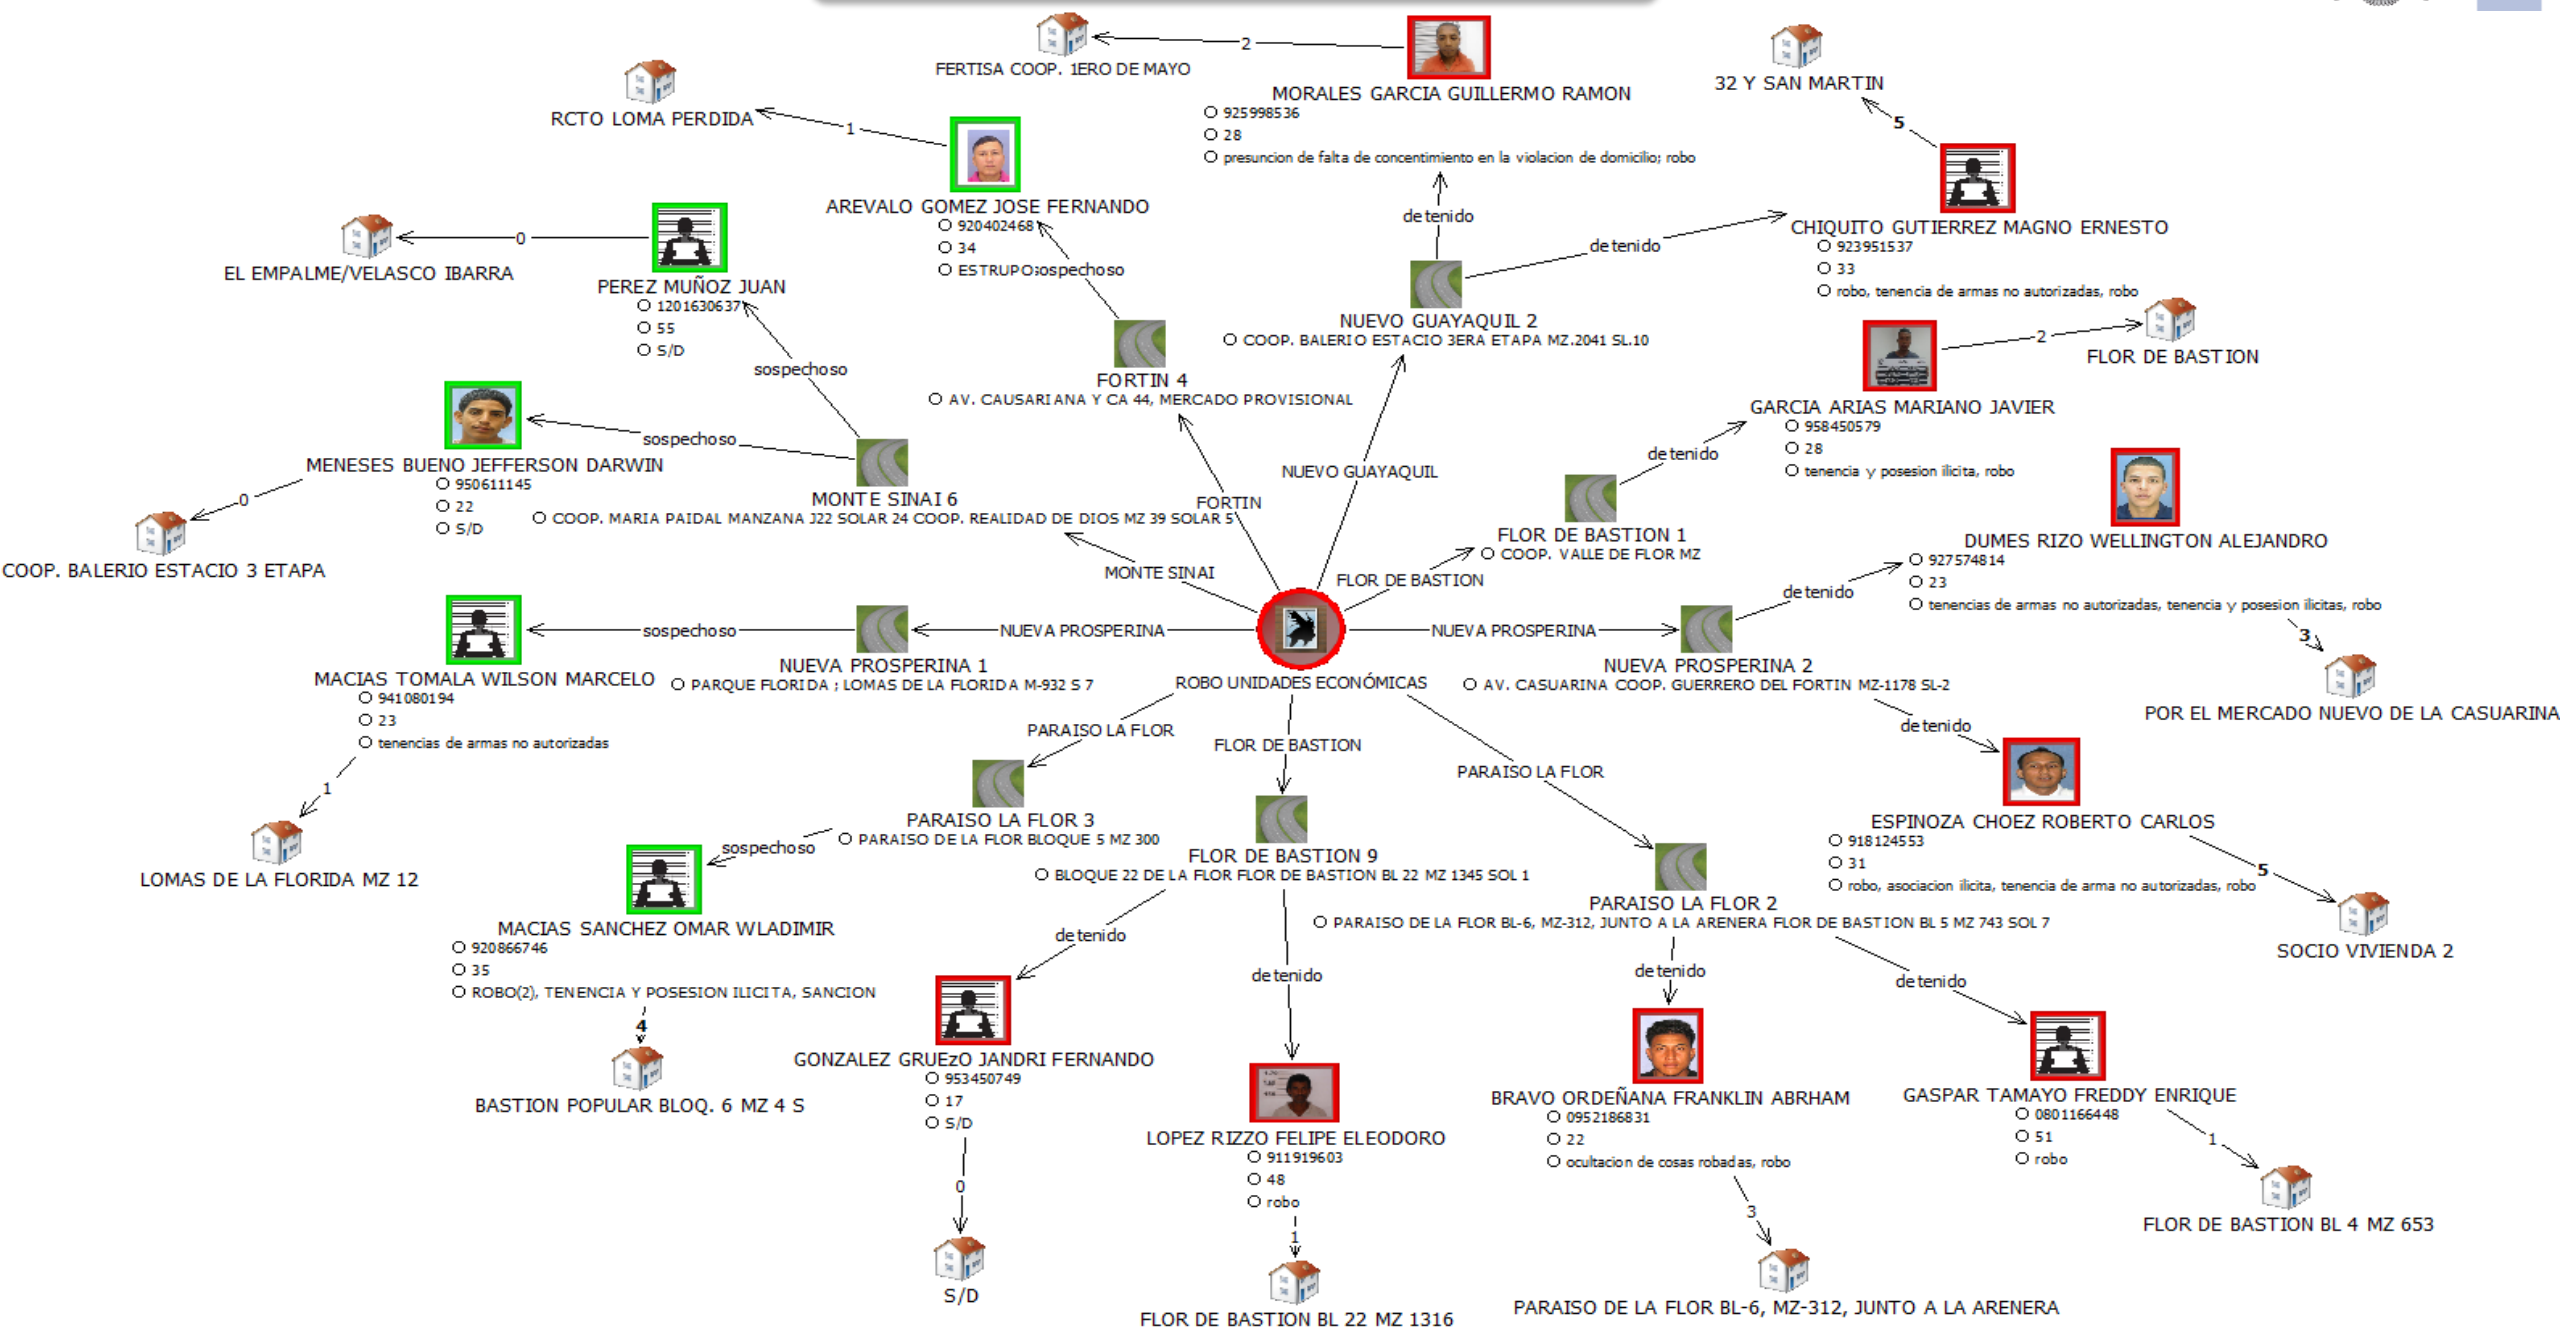 FERTISA COOP. 1ERO DE MAYO
2
MORALES GARCIA GUILLERMO RAMON
925998536
28
presuncion de falta de concentimiento en la violacion de domicilio; robo
32 Y SAN MARTIN
5
CHIQUITO GUTIERREZ MAGNO ERNESTO
923951537
33
robo, tenencia de armas no autorizadas, robo
RCTO LOMA PERDIDA
1
AREVALO GOMEZ JOSE FERNANDO
920402468
34
ESTRUPO
sospechoso
detenido
detenido
EL EMPALME/VELASCO IBARRA
0
PEREZ MUÑOZ JUAN
1201630637
55
S/D
sospechoso
FORTIN 4
AV. CAUSARIANA Y CA 44, MERCADO PROVISIONAL
NUEVO GUAYAQUIL 2
COOP. BALERIO ESTACIO 3ERA ETAPA MZ.2041 SL.10
2
FLOR DE BASTION
GARCIA ARIAS MARIANO JAVIER
958450579
28
tenencia y posesion ilicita, robo
detenido
sospechoso
MENESES BUENO JEFFERSON DARWIN
950611145
22
S/D
0
COOP. BALERIO ESTACIO 3 ETAPA
MONTE SINAI 6
COOP. MARIA PAIDAL MANZANA J22 SOLAR 24 COOP. REALIDAD DE DIOS MZ 39 SOLAR 5
MONTE SINAI
FORTIN
NUEVO GUAYAQUIL
FLOR DE BASTION
FLOR DE BASTION 1
COOP. VALLE DE FLOR MZ
DUMES RIZO WELLINGTON ALEJANDRO
927574814
23
tenencias de armas no autorizadas, tenencia y posesion ilicitas, robo
detenido
3
POR EL MERCADO NUEVO DE LA CASUARINA
sospechoso
NUEVA PROSPERINA
NUEVA PROSPERINA
MACIAS TOMALA WILSON MARCELO
941080194
23
tenencias de armas no autorizadas
1
LOMAS DE LA FLORIDA MZ 12
NUEVA PROSPERINA 1
PARQUE FLORIDA ; LOMAS DE LA FLORIDA M-932 S 7
ROBO UNIDADES ECONÓMICAS
NUEVA PROSPERINA 2
AV. CASUARINA COOP. GUERRERO DEL FORTIN MZ-1178 SL-2
detenido
PARAISO LA FLOR
FLOR DE BASTION
PARAISO LA FLOR
ESPINOZA CHOEZ ROBERTO CARLOS
918124553
31
robo, asociacion ilicita, tenencia de arma no autorizadas, robo
5
SOCIO VIVIENDA 2
PARAISO LA FLOR 3
PARAISO DE LA FLOR BLOQUE 5 MZ 300
sospechoso
FLOR DE BASTION 9
BLOQUE 22 DE LA FLOR FLOR DE BASTION BL 22 MZ 1345 SOL 1
PARAISO LA FLOR 2
PARAISO DE LA FLOR BL-6, MZ-312, JUNTO A LA ARENERA FLOR DE BASTION BL 5 MZ 743 SOL 7
MACIAS SANCHEZ OMAR WLADIMIR
920866746
35
ROBO(2), TENENCIA Y POSESION ILICITA, SANCION
4
BASTION POPULAR BLOQ. 6 MZ 4 S
detenido
detenido
detenido
detenido
GONZALEZ GRUEzO JANDRI FERNANDO
953450749
17
S/D
0
S/D
LOPEZ RIZZO FELIPE ELEODORO
911919603
48
robo
1
FLOR DE BASTION BL 22 MZ 1316
BRAVO ORDEÑANA FRANKLIN ABRHAM
0952186831
22
ocultacion de cosas robadas, robo
3
PARAISO DE LA FLOR BL-6, MZ-312, JUNTO A LA ARENERA
GASPAR TAMAYO FREDDY ENRIQUE
0801166448
51
robo
1
FLOR DE BASTION BL 4 MZ 653